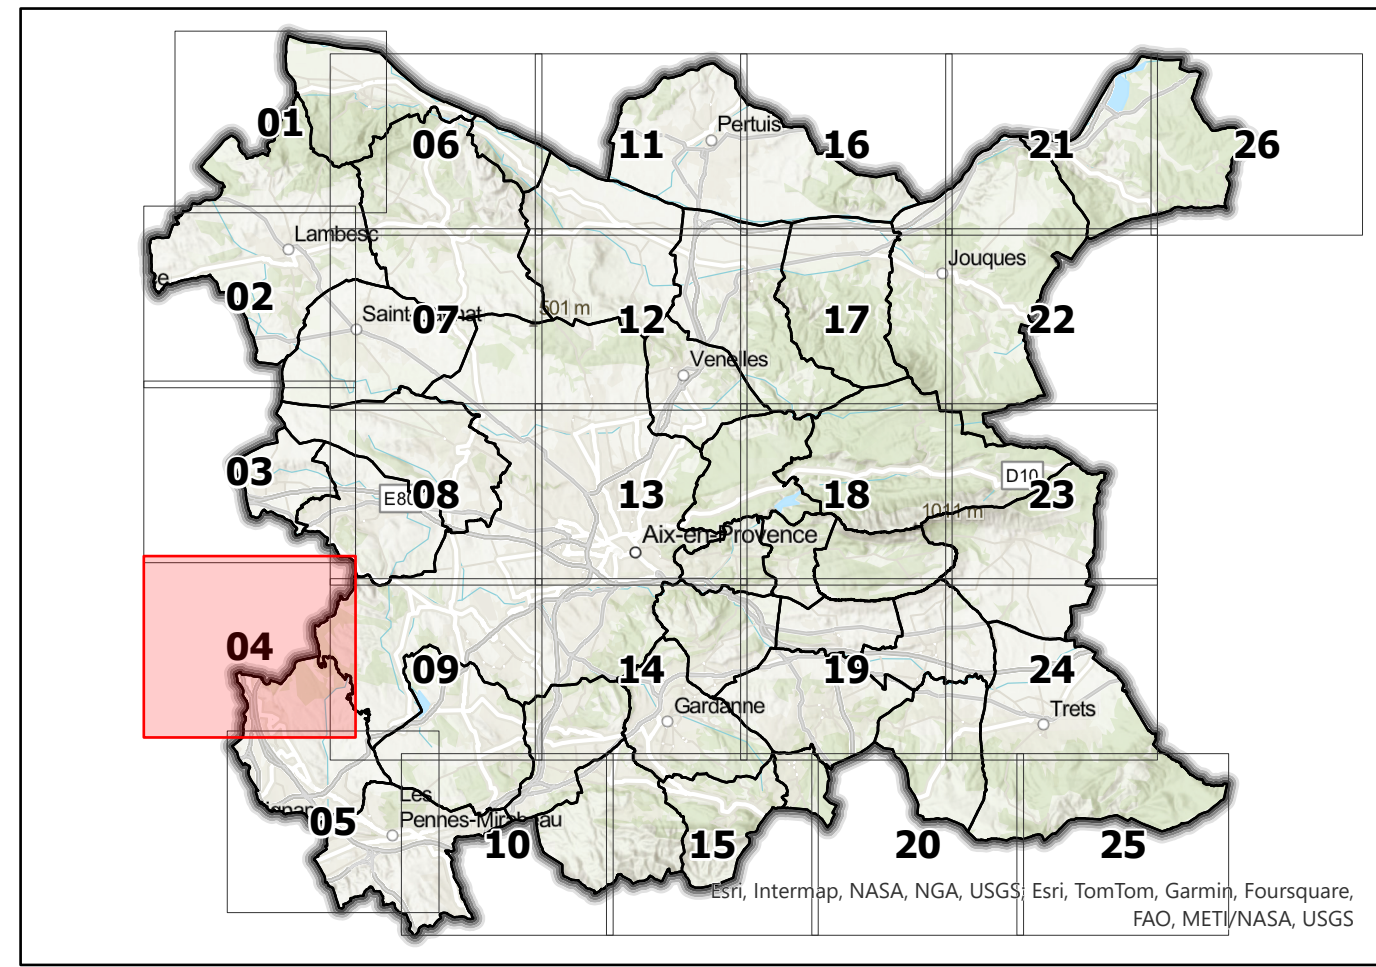 01
06
11
Pertuis
16
21
26
Lambesc
02
07
501 m
12
17
Jouques
22
Venelles
03
E80
08
13
18
D10
23
1011 m
Aix-en-Provence
04
09
14
19
24
Gardanne
Trets
05
Les
Pennes-Mirabeau
10
15
20
25
Esri, Intermap, NASA, NGA, USGS; Esri, TomTom, Garmin, Foursquare,
FAO, METI/NASA, USGS